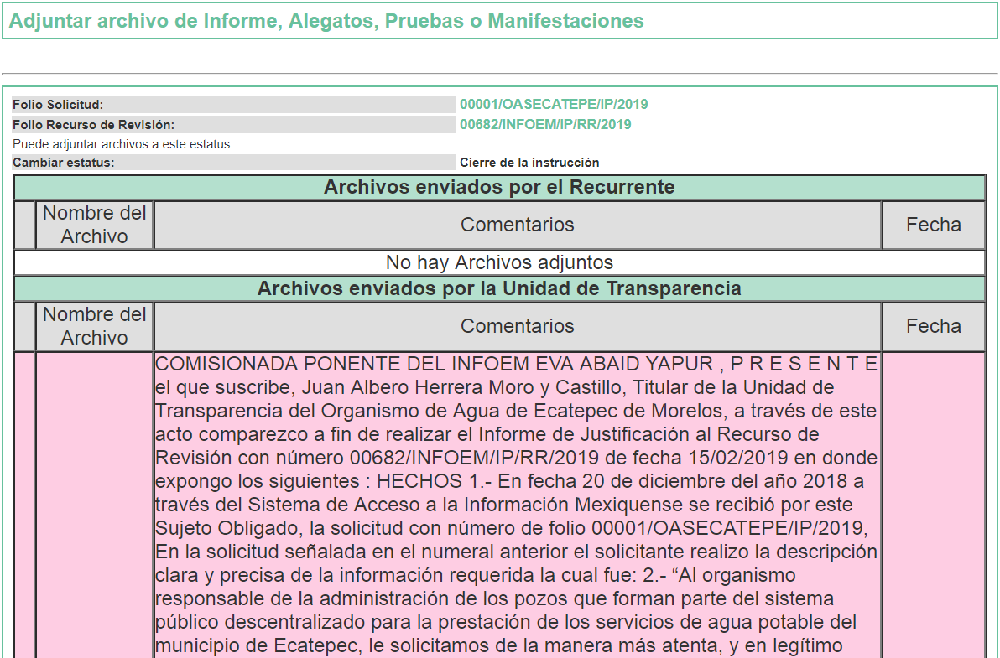 Adjuntar archivo de Informe, Alegatos, Pruebas o Manifestaciones
Folio Solicitud: 00001/OASECATEPE/IP/2019
Folio Recurso de Revisión: 00682/INFOEM/IP/RR/2019
Puede adjuntar archivos a este estatus
Cambiar estatus: Cierre de la instrucción
Archivos enviados por el Recurrente
Nombre del Archivo Comentarios Fecha
No hay Archivos adjuntos
Archivos enviados por la Unidad de Transparencia
Nombre del Archivo Comentarios Fecha
COMISIONADA PONENTE DEL INFOEM EVA ABAID YAPUR , P R E S E N T E
el que suscribe, Juan Albero Herrera Moro y Castillo, Titular de la Unidad de
Transparencia del Organismo de Agua de Ecatepec de Morelos, a través de este
acto comparezco a fin de realizar el Informe de Justificación al Recurso de
Revisión con número 00682/INFOEM/IP/RR/2019 de fecha 15/02/2019 en donde
expongo los siguientes : HECHOS 1.- En fecha 20 de diciembre del año 2018 a
través del Sistema de Acceso a la Información Mexiquense se recibió por este
Sujeto Obligado, la solicitud con número de folio 00001/OASECATEPE/IP/2019,
En la solicitud señalada en el numeral anterior el solicitante realizo la descripción
clara y precisa de la información requerida la cual fue: 2.- “Al organismo
responsable de la administración de los pozos que forman parte del sistema
público descentralizado para la prestación de los servicios de agua potable del
municipio de Ecatepec, le solicitamos de la manera más atenta, y en legítimo